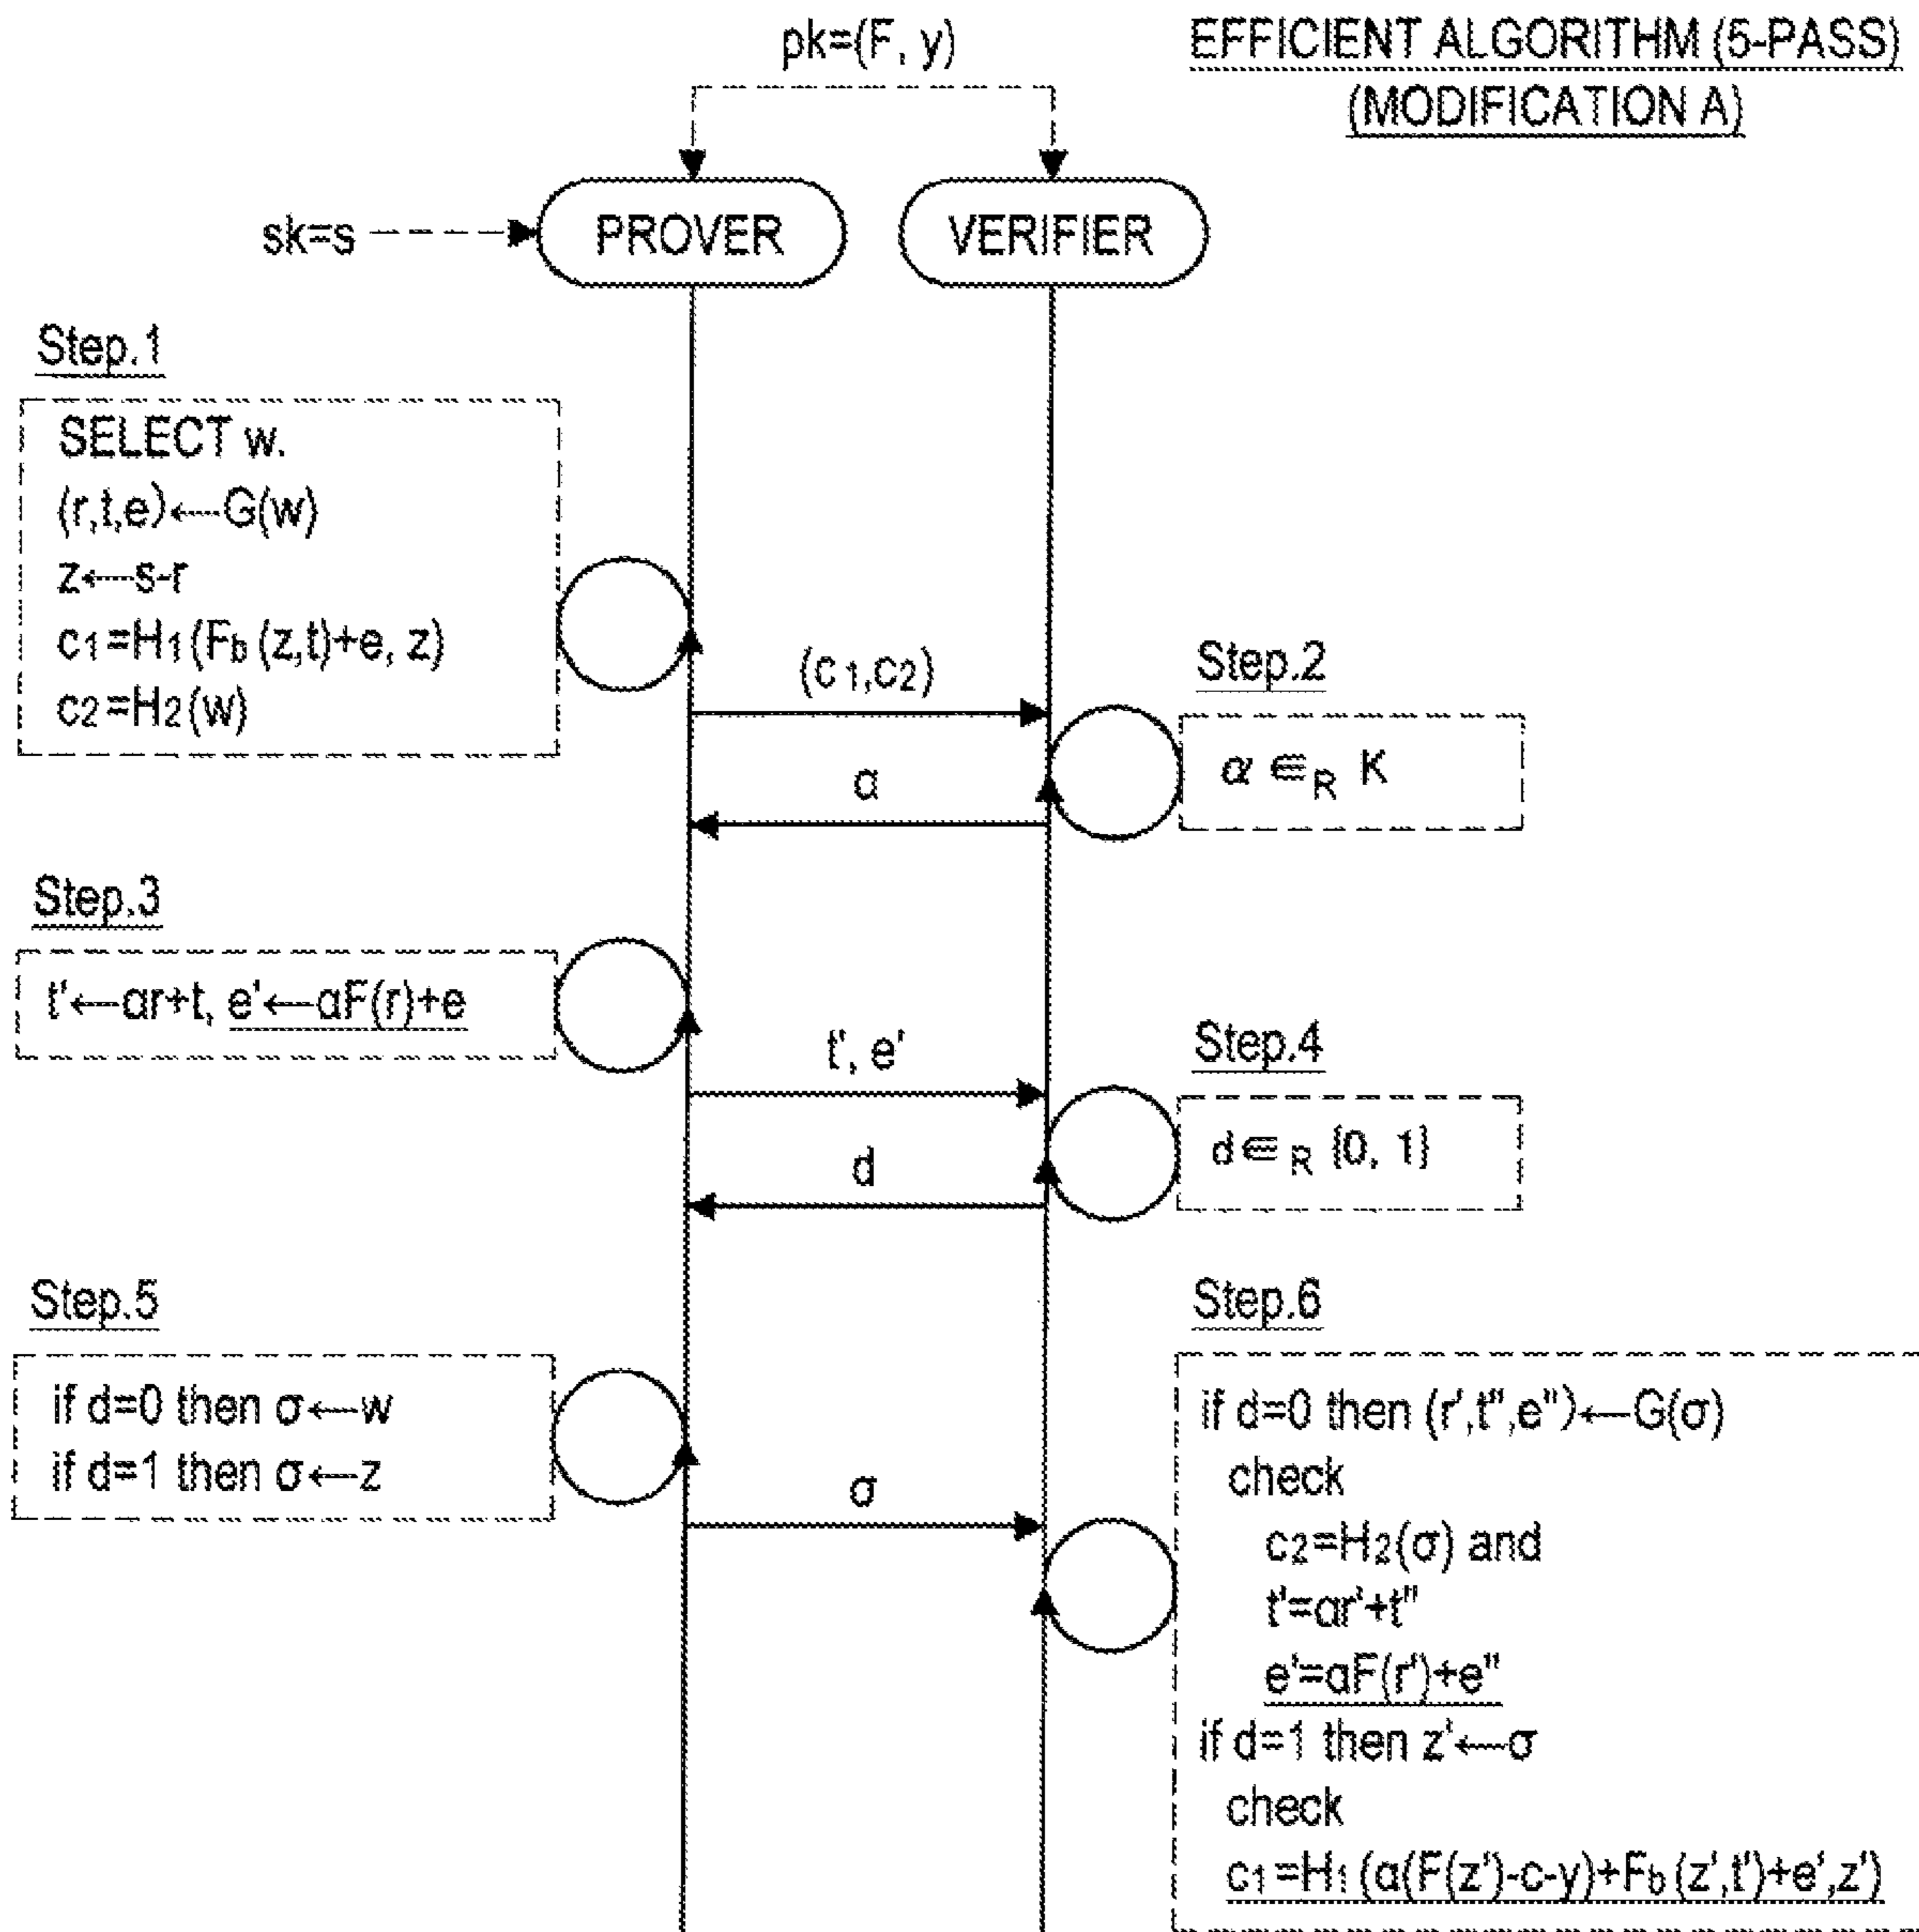 pk=(F, y)
EFFICIENT ALGORITHM (5-PASS)
(MODIFICATION A)
sk=s
PROVER
VERIFIER
Step.1
SELECT w.
(r,t,e)←G(w)
z←s-r
c1=H1(Fb(z,t)+e, z)
c2=H2(w)
(c1,c2)
Step.2
α ∈R K
α
Step.3
t'←αr+t, e'←αF(r)+e
t', e'
Step.4
d∈R {0, 1}
d
Step.5
if d=0 then σ←w
if d=1 then σ←z
σ
Step.6
if d=0 then (r',t",e")←G(σ)
check
c2=H2(σ) and
t'=αr'+t"
e'=αF(r')+e"
if d=1 then z'←σ
check
c1=H1(α(F(z')-c-y)+Fb(z',t')+e',z')